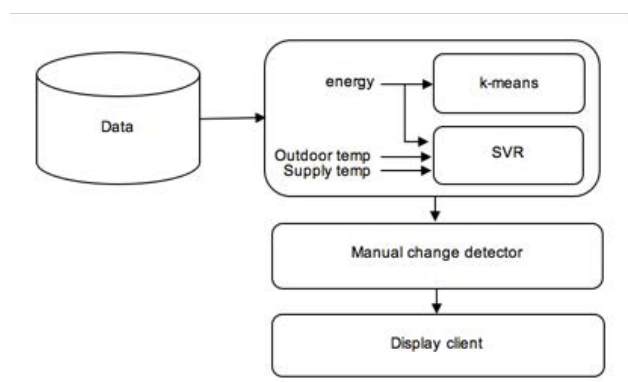 Data
energy
k-means
Outdoor temp
Supply temp
SVR
Manual change detector
Display client